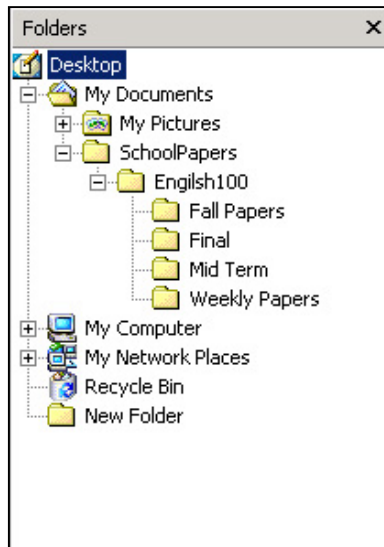 Folders
Desktop
My Documents
My Pictures
SchoolPapers
Engilsh100
Fall Papers
Final
Mid Term
Weekly Papers
My Computer
My Network Places
Recycle Bin
New Folder